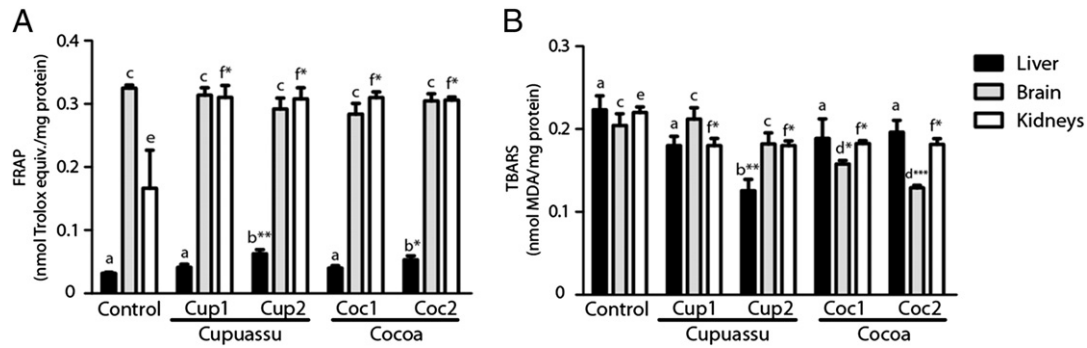 A
FRAP
(nmol Trolox equiv./mg protein)
0.4
0.3
0.2
0.1
0
a
c
e
a
c
f*
b**
c
f*
a
c
f*
b*
c
f*
Control
Cup1
Cup2
Coc1
Coc2
Cupuassu
Cocoa
B
TBARS
(nmol MDA/mg protein)
0.3
0.2
0.1
0.0
a
c
e
a
c
f*
b**
c
f*
a
d*
f*
a
d***
f*
Control
Cup1
Cup2
Coc1
Coc2
Cupuassu
Cocoa
Liver
Brain
Kidneys